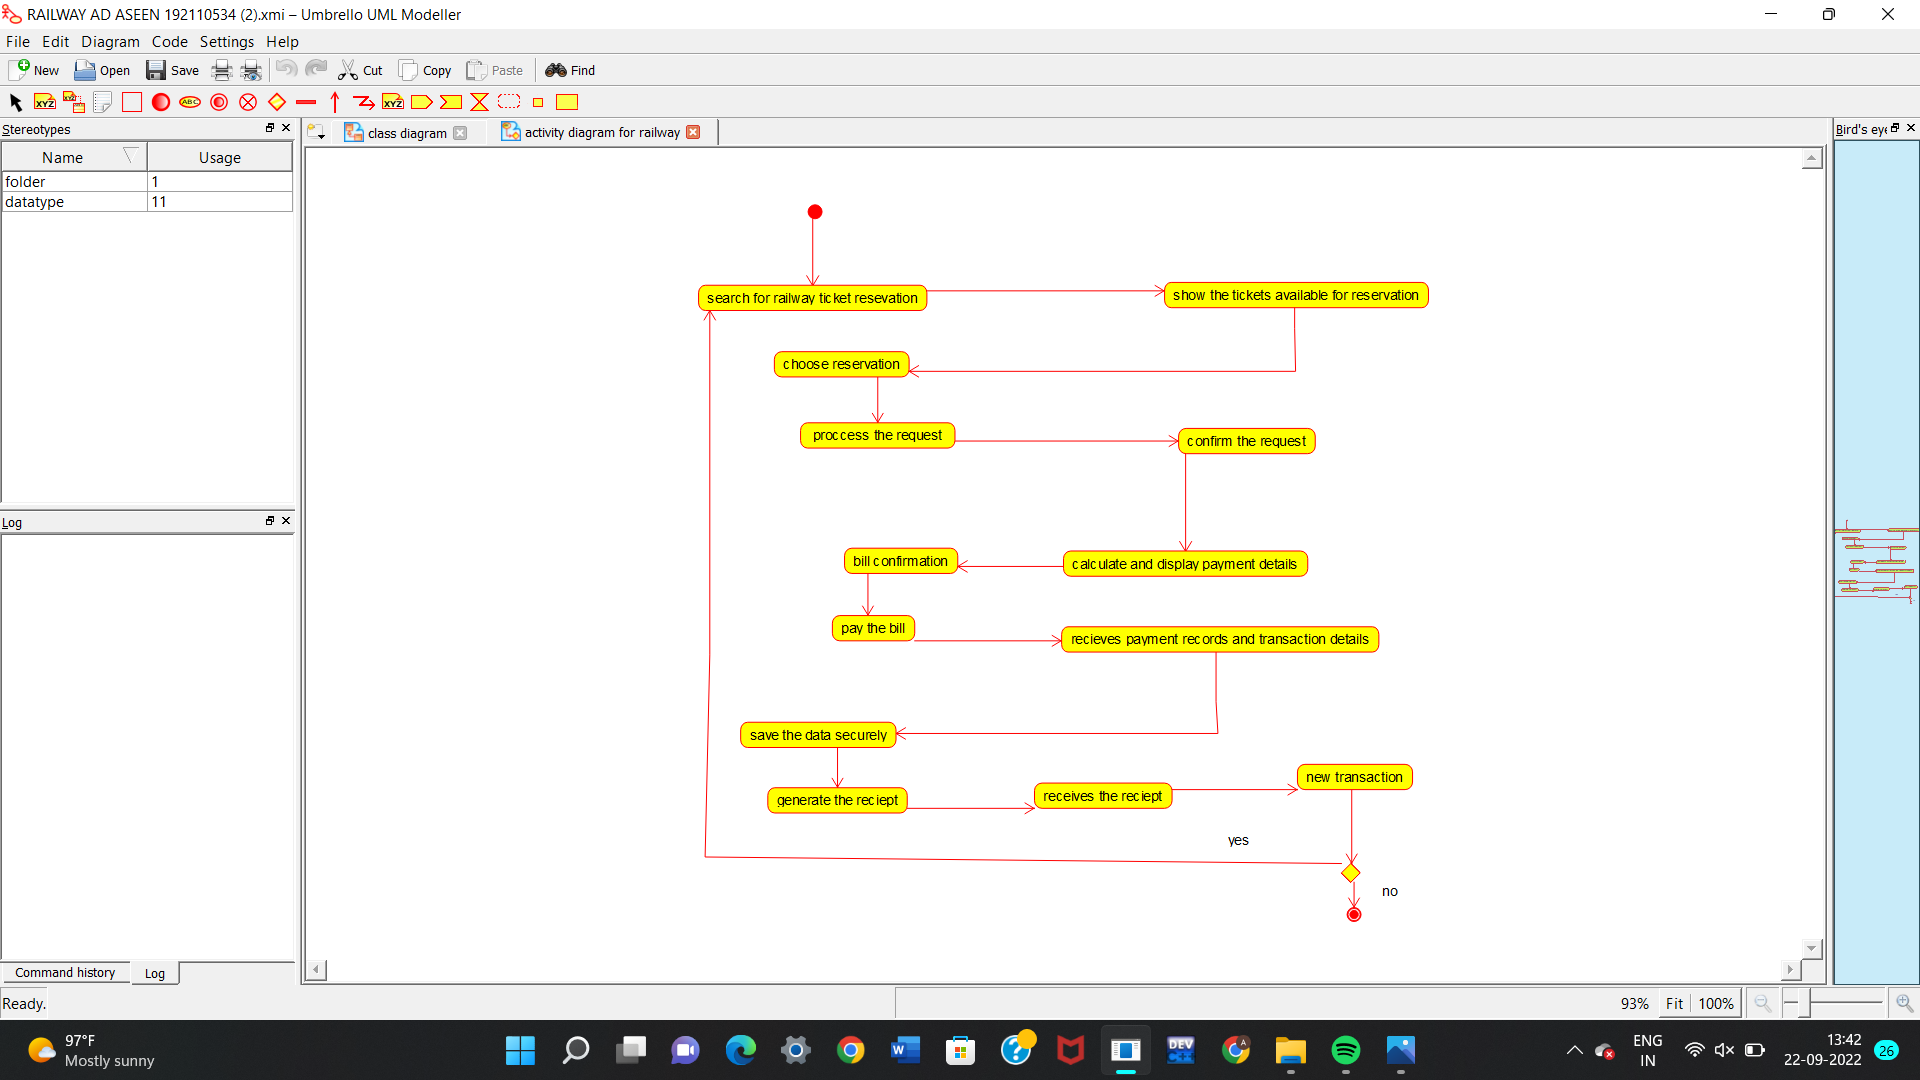 RAILWAY AD ASEEN 192110534 (2).xmi – Umbrello UML Modeller
File Edit Diagram Code Settings Help
New Open Save Cut Copy Paste Find
XYZ XYZ ABC XYZ
Stereotypes
Name Usage
folder 1
datatype 11
Log
Command history Log
class diagram activity diagram for railway
Bird's eye
search for railway ticket resevation
show the tickets available for reservation
choose reservation
proccess the request
confirm the request
bill confirmation
calculate and display payment details
pay the bill
recieves payment records and transaction details
save the data securely
new transaction
generate the reciept
receives the reciept
yes
no
Ready.
93% Fit 100%
97°F
Mostly sunny
W
DEV
C++
A
ENG
IN
13:42
22-09-2022
26